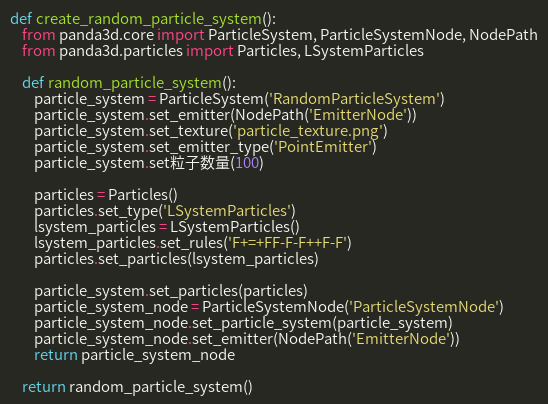 def create_random_particle_system():
    from panda3d.core import ParticleSystem, ParticleSystemNode, NodePath
    from panda3d.particles import Particles, LSystemParticles

    def random_particle_system():
        particle_system = ParticleSystem('RandomParticleSystem')
        particle_system.set_emitter(NodePath('EmitterNode'))
        particle_system.set_texture('particle_texture.png')
        particle_system.set_emitter_type('PointEmitter')
        particle_system.set粒子数量(100)

        particles = Particles()
        particles.set_type('LSystemParticles')
        lsystem_particles = LSystemParticles()
        lsystem_particles.set_rules('F+=+FF-F-F++F-F')
        particles.set_particles(lsystem_particles)

        particle_system.set_particles(particles)
        particle_system_node = ParticleSystemNode('ParticleSystemNode')
        particle_system_node.set_particle_system(particle_system)
        particle_system_node.set_emitter(NodePath('EmitterNode'))
        return particle_system_node

    return random_particle_system()